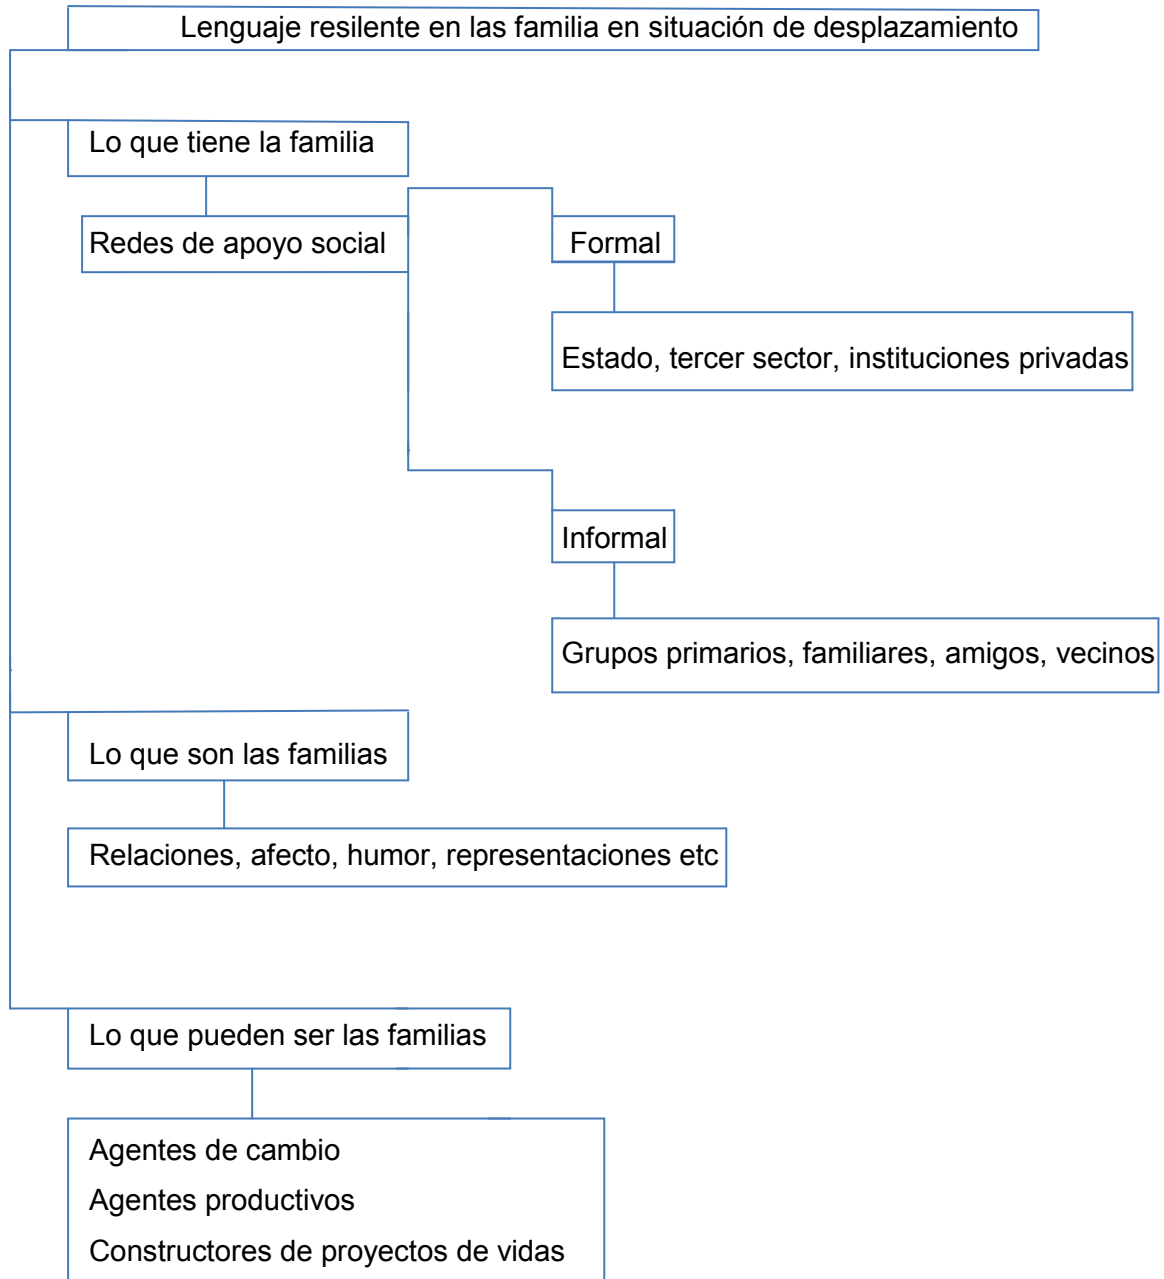 Lenguaje resilente en las familia en situación de desplazamiento
Lo que tiene la familia
Redes de apoyo social
Formal
Estado, tercer sector, instituciones privadas
Informal
Grupos primarios, familiares, amigos, vecinos
Lo que son las familias
Relaciones, afecto, humor, representaciones etc
Lo que pueden ser las familias
Agentes de cambio
Agentes productivos
Constructores de proyectos de vidas